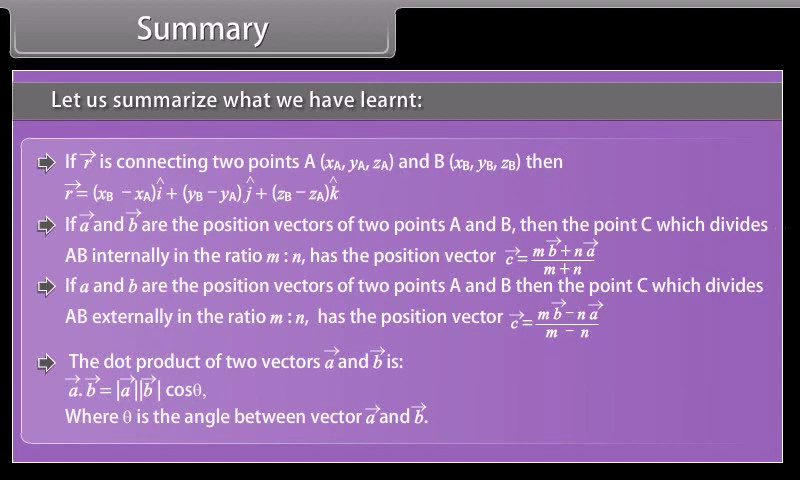 Summary
Let us summarize what we have learnt:
If r⃗ is connecting two points A (xA, yA, zA) and B (xB, yB, zB) then
r⃗ = (xB − xA)î + (yB − yA)ĵ + (zB − zA)k̂
If a⃗ and b⃗ are the position vectors of two points A and B, then the point C which divides
AB internally in the ratio m : n, has the position vector c⃗ = (m b⃗ + n a⃗)/(m + n)
If a and b are the position vectors of two points A and B then the point C which divides
AB externally in the ratio m : n, has the position vector c⃗ = (m b⃗ − n a⃗)/(m − n)
The dot product of two vectors a⃗ and b⃗ is:
a⃗. b⃗ = |a⃗||b⃗| cosθ,
Where θ is the angle between vector a⃗ and b⃗.